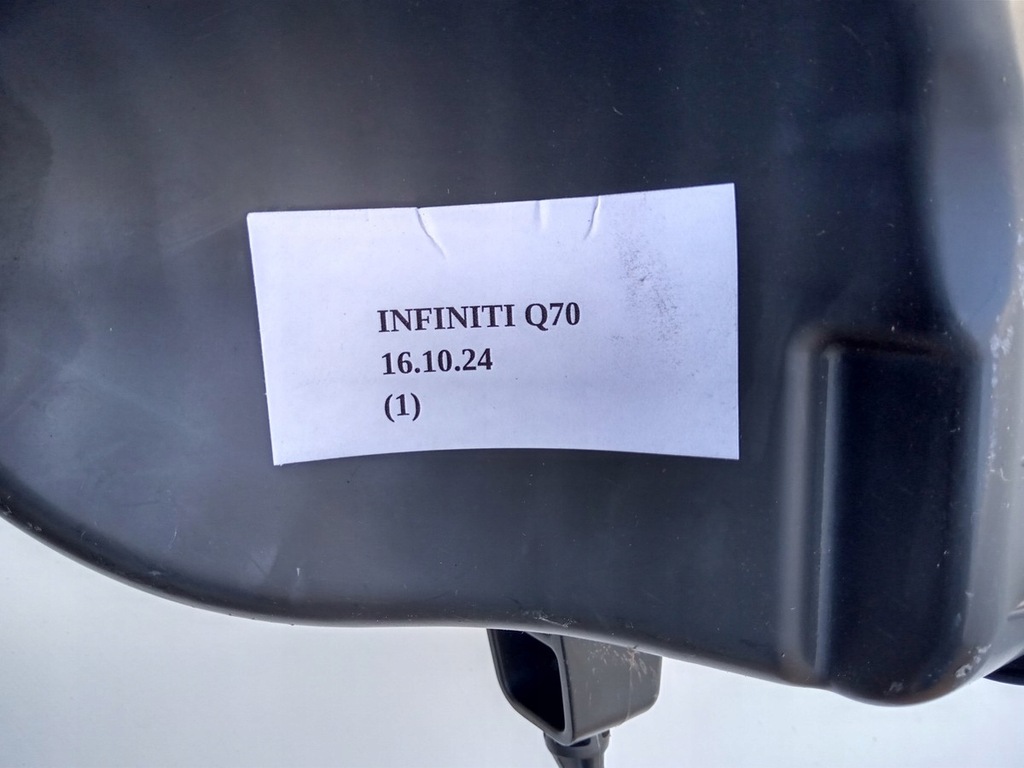 INFINITI Q70
16.10.24
(1)